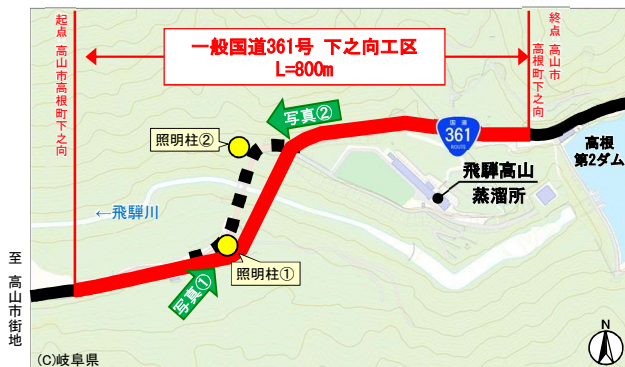 起点 高山市高根町下之向
一般国道361号 下之向工区
L=800m
終点 高山市
高根町下之向
写真②
照明柱②
国道
361
ROUTE
高根
第2ダム
飛騨高山
蒸溜所
←飛騨川
照明柱①
写真①
至 高山市街地
N
(C)岐阜県